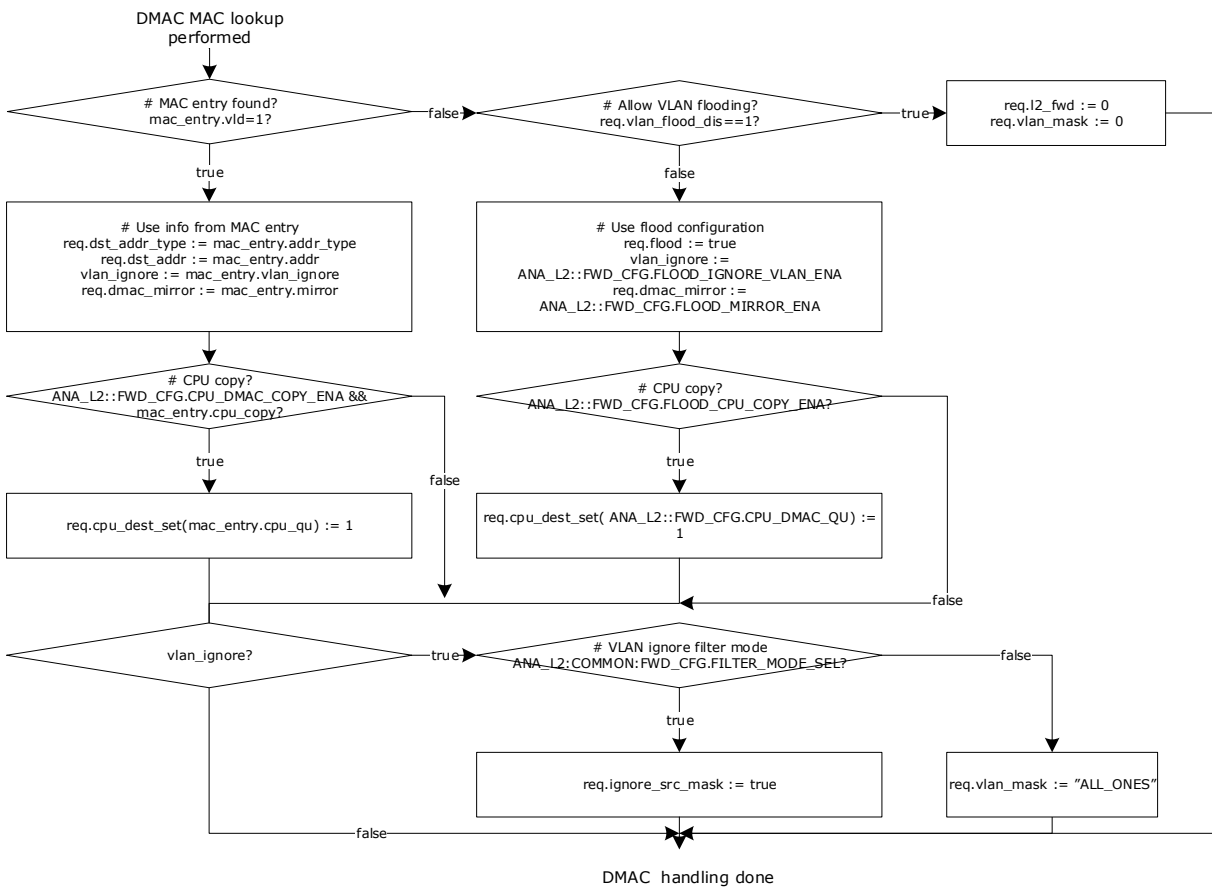 DMAC MAC lookup
performed
# MAC entry found?
mac_entry.vld=1?
false
# Allow VLAN flooding?
req.vlan_flood_dis==1?
true
req.l2_fwd := 0
req.vlan_mask := 0
true
false
# Use info from MAC entry
req.dst_addr_type := mac_entry.addr_type
req.dst_addr := mac_entry.addr
vlan_ignore := mac_entry.vlan_ignore
req.dmac_mirror := mac_entry.mirror
# Use flood configuration
req.flood := true
vlan_ignore :=
ANA_L2::FWD_CFG.FLOOD_IGNORE_VLAN_ENA
req.dmac_mirror :=
ANA_L2::FWD_CFG.FLOOD_MIRROR_ENA
# CPU copy?
ANA_L2::FWD_CFG.CPU_DMAC_COPY_ENA &&
mac_entry.cpu_copy?
# CPU copy?
ANA_L2::FWD_CFG.FLOOD_CPU_COPY_ENA?
true
false
true
req.cpu_dest_set(mac_entry.cpu_qu) := 1
req.cpu_dest_set( ANA_L2::FWD_CFG.CPU_DMAC_QU) :=
1
false
vlan_ignore?
true
# VLAN ignore filter mode
ANA_L2:COMMON:FWD_CFG.FILTER_MODE_SEL?
false
true
req.ignore_src_mask := true
req.vlan_mask := ”ALL_ONES”
false
DMAC handling done